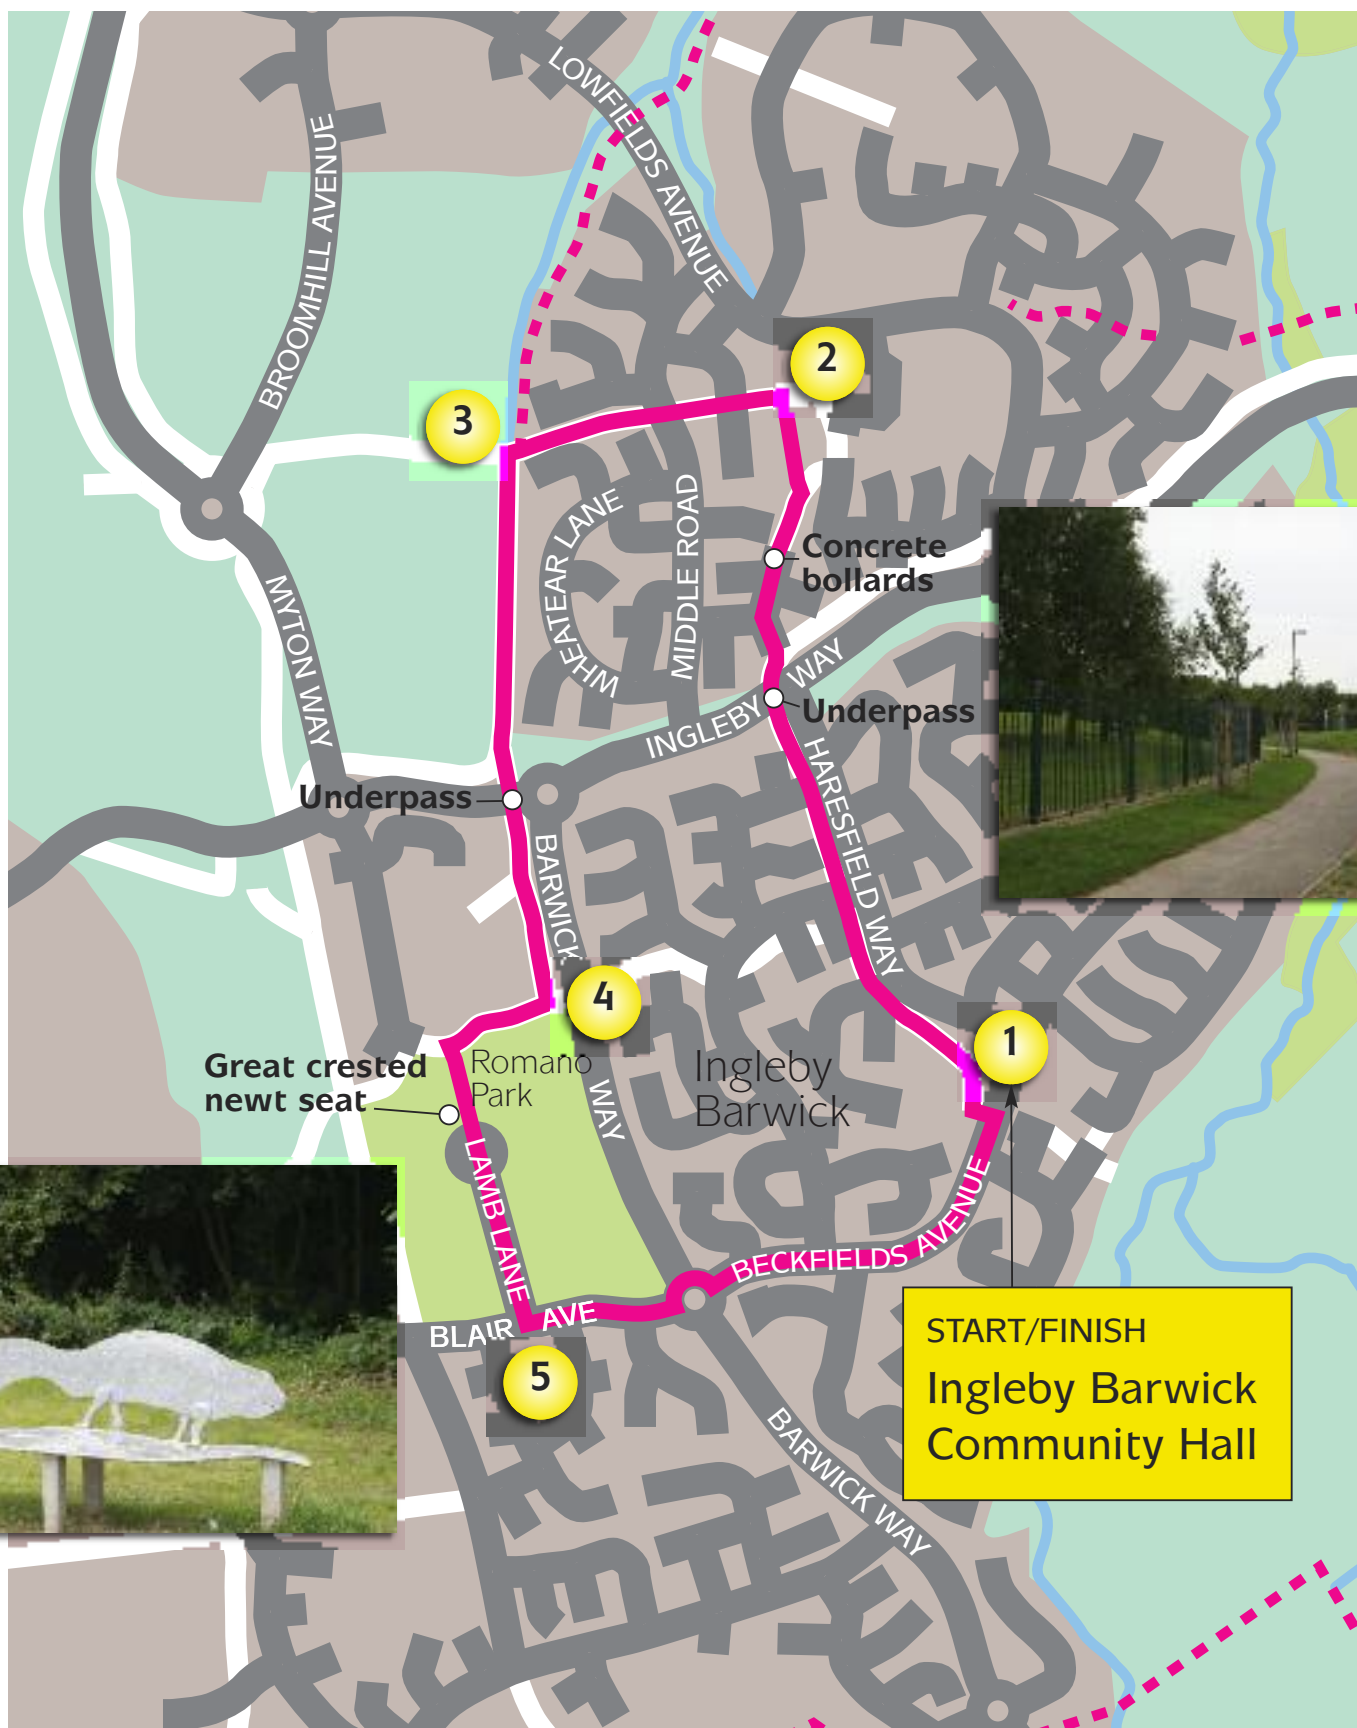 LOWFIELDS AVENUE
BROOMHILL AVENUE
2
3
WHEATEAR LANE
MIDDLE ROAD
Concrete
bollards
MYTON WAY
INGLEBY WAY
Underpass
HARESFIELD WAY
Underpass
BARWICK WAY
4
1
Great crested
newt seat
Romano
Park
Ingleby
Barwick
LAMB LANE
BECKFIELDS AVENUE
BLAIR AVE
5
START/FINISH
Ingleby Barwick
Community Hall
BARWICK WAY